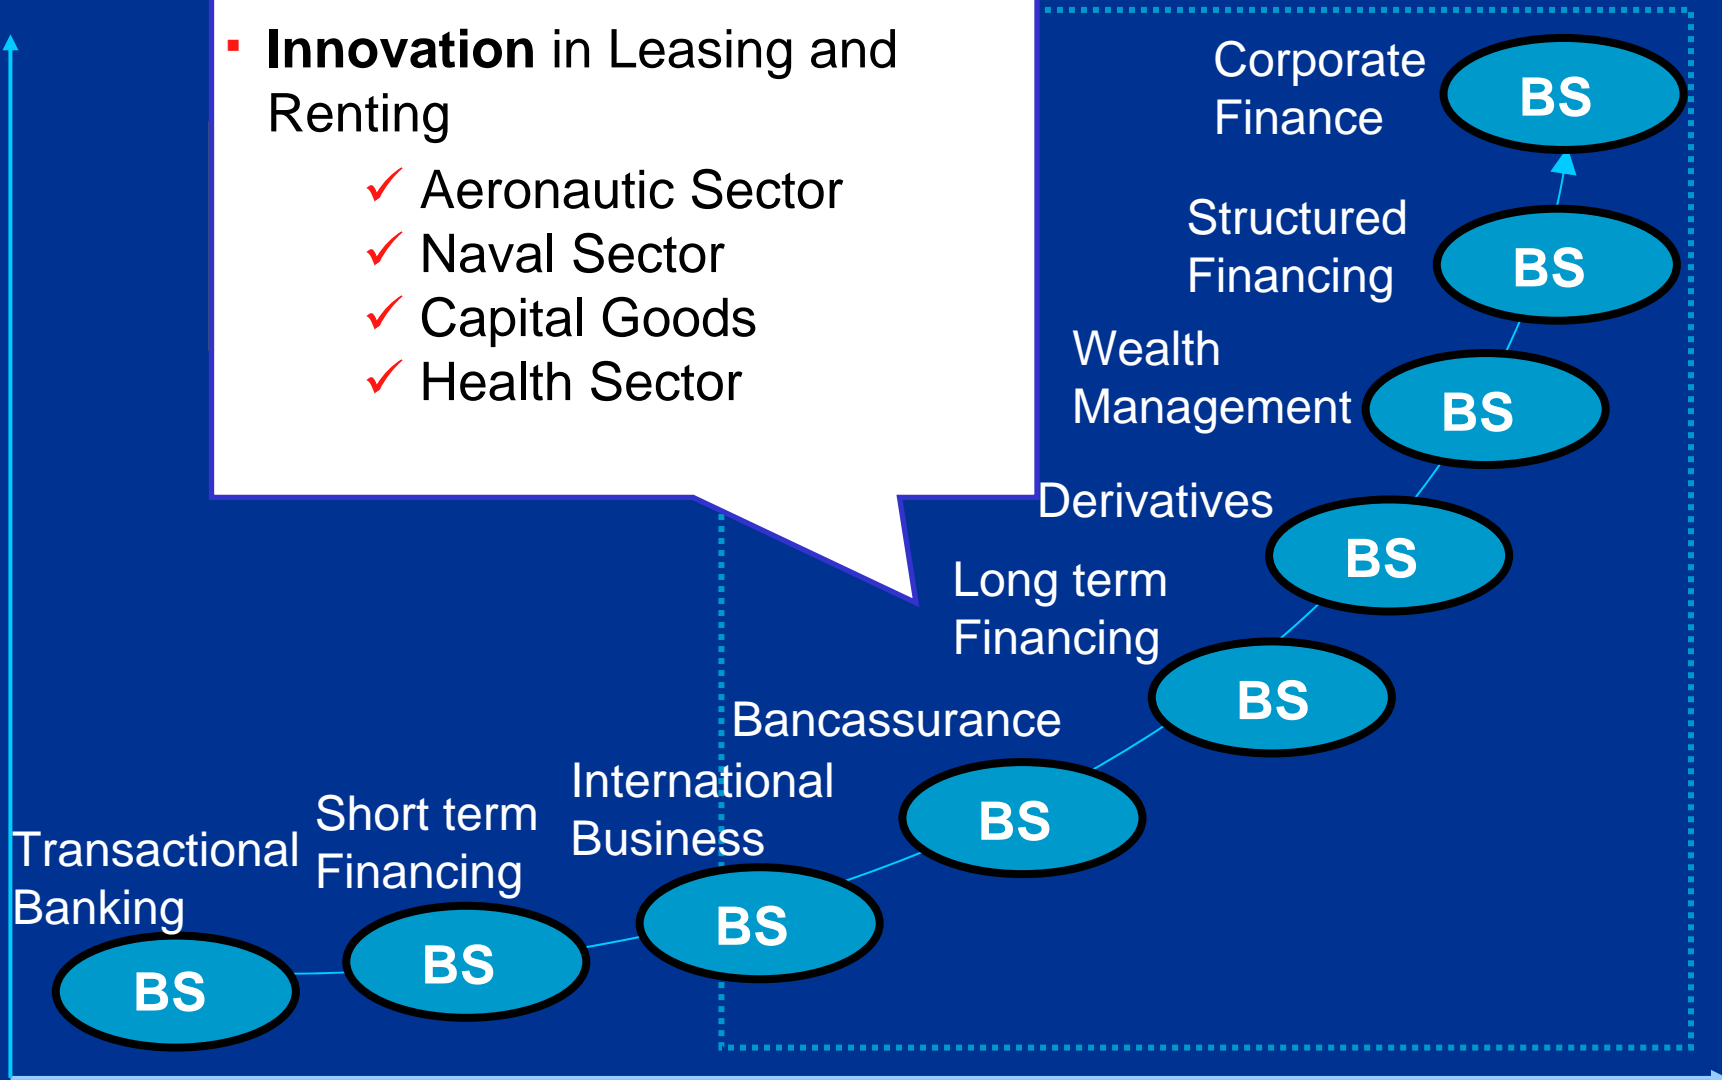 ▪ Innovation in Leasing and
Renting
✓ Aeronautic Sector
✓ Naval Sector
✓ Capital Goods
✓ Health Sector
Corporate
Finance
BS
Structured
Financing
BS
Wealth
Management
BS
Derivatives
BS
Long term
Financing
BS
Bancassurance
BS
International
Business
BS
Short term
Financing
BS
Transactional
Banking
BS